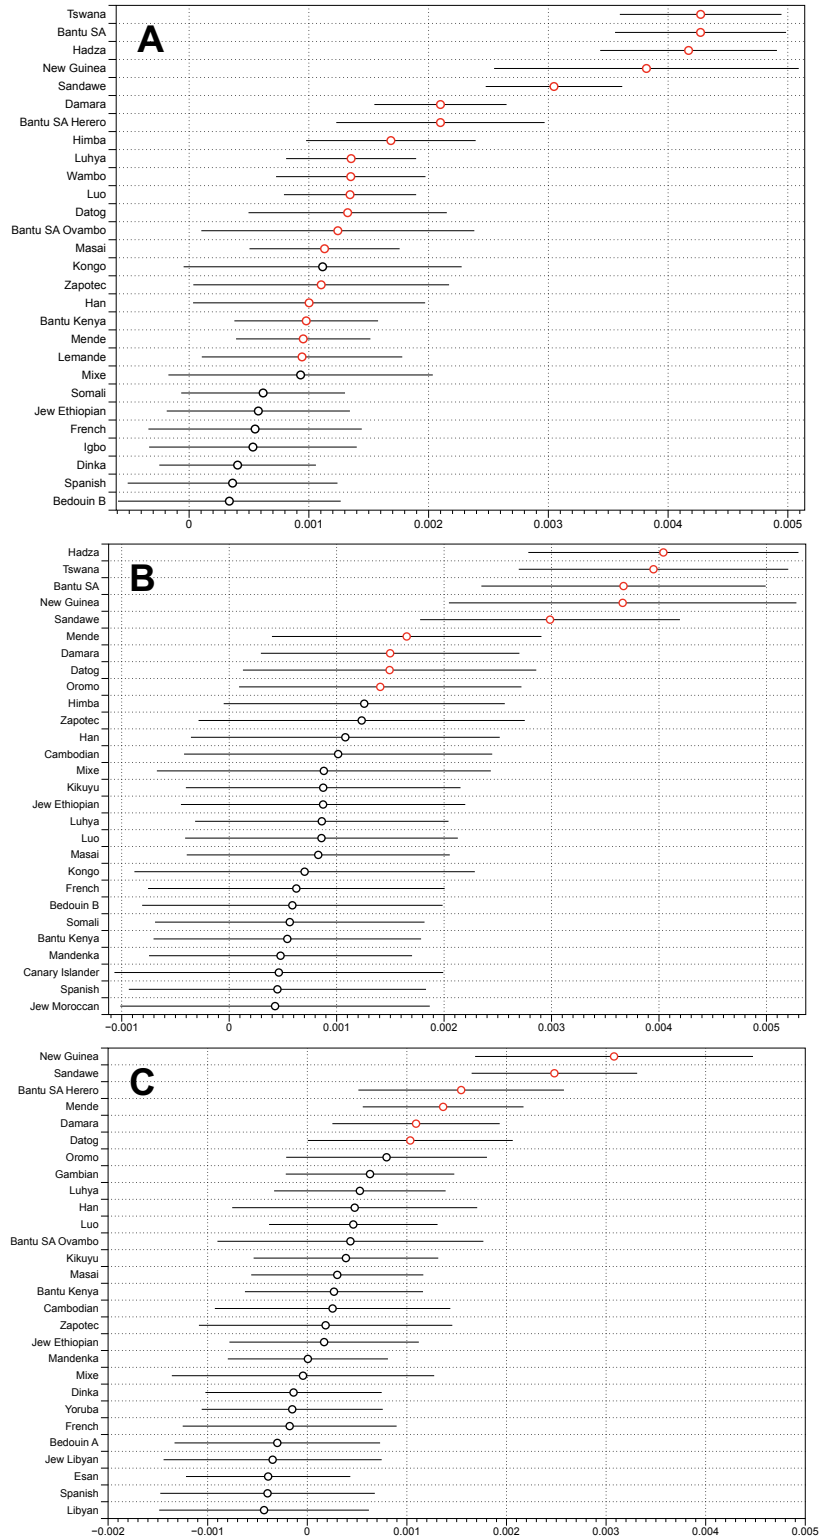 A
Tswana
Bantu SA
Hadza
New Guinea
Sandawe
Damara
Bantu SA Herero
Himba
Luhya
Wambo
Luo
Datog
Bantu SA Ovambo
Masai
Kongo
Zapotec
Han
Bantu Kenya
Mende
Lemande
Mixe
Somali
Jew Ethiopian
French
Igbo
Dinka
Spanish
Bedouin B
0 0.001 0.002 0.003 0.004 0.005
B
Hadza
Tswana
Bantu SA
New Guinea
Sandawe
Mende
Damara
Datog
Oromo
Himba
Zapotec
Han
Cambodian
Mixe
Kikuyu
Jew Ethiopian
Luhya
Luo
Masai
Kongo
French
Bedouin B
Somali
Bantu Kenya
Mandenka
Canary Islander
Spanish
Jew Moroccan
−0.001 0 0.001 0.002 0.003 0.004 0.005
C
New Guinea
Sandawe
Bantu SA Herero
Mende
Damara
Datog
Oromo
Gambian
Luhya
Han
Luo
Bantu SA Ovambo
Kikuyu
Masai
Bantu Kenya
Cambodian
Zapotec
Jew Ethiopian
Mandenka
Mixe
Dinka
Yoruba
French
Bedouin A
Jew Libyan
Esan
Spanish
Libyan
−0.002 −0.001 0 0.001 0.002 0.003 0.004 0.005